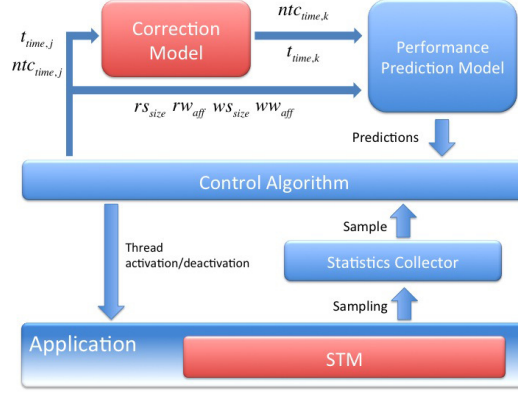 ntc_time,k
t_time,j
Correction
Model
Performance
Prediction Model
ntc_time,j
t_time,k
rs_size rw_aff ws_size ww_aff
Predictions
Control Algorithm
Sample
Thread
activation/deactivation
Statistics Collector
Sampling
Application
STM